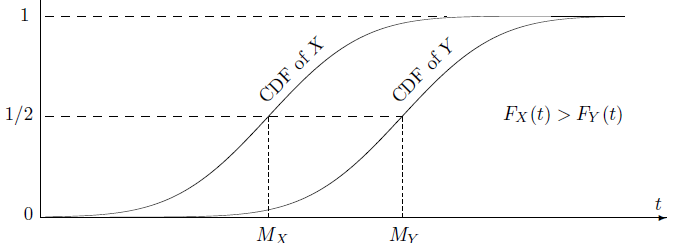 1
CDF of X
CDF of Y
1/2
F_X(t) > F_Y(t)
0
t
M_X
M_Y